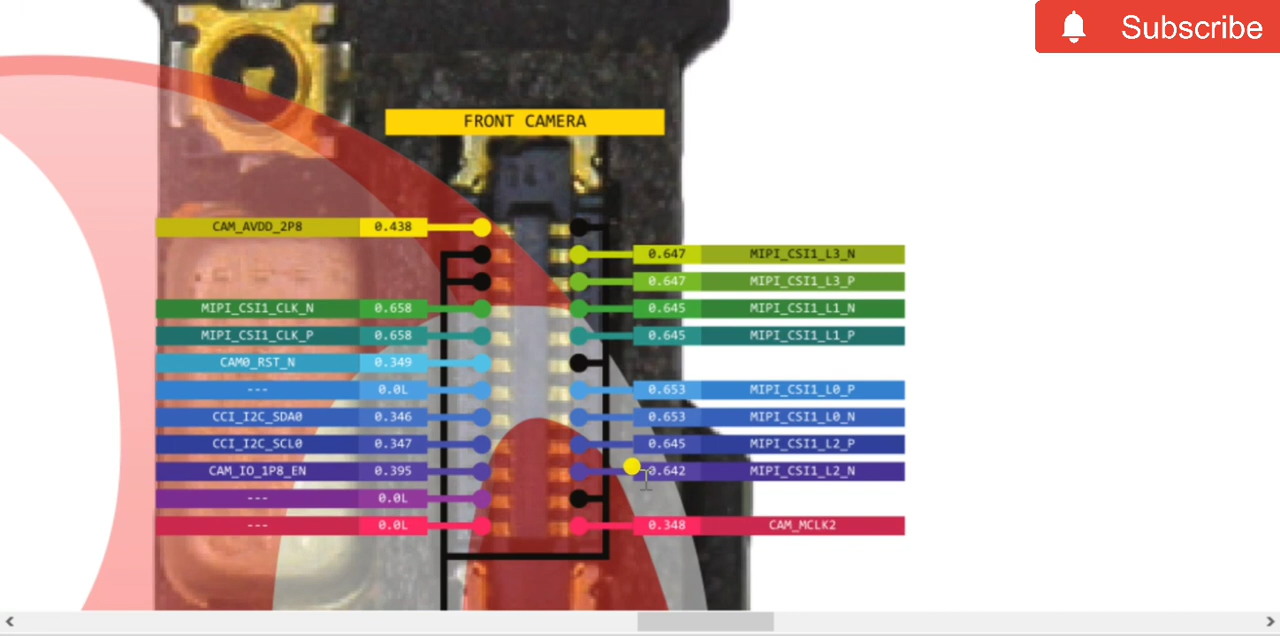 Subscribe
FRONT CAMERA
CAM_AVDD_2P8 0.438
0.647 MIPI_CSI1_L3_N
0.647 MIPI_CSI1_L3_P
MIPI_CSI1_CLK_N 0.658 0.645 MIPI_CSI1_L1_N
MIPI_CSI1_CLK_P 0.658 0.645 MIPI_CSI1_L1_P
CAM0_RST_N 0.349
--- 0.0L 0.653 MIPI_CSI1_L0_P
CCI_I2C_SDA0 0.346 0.653 MIPI_CSI1_L0_N
CCI_I2C_SCL0 0.347 0.645 MIPI_CSI1_L2_P
CAM_IO_1P8_EN 0.395 0.642 MIPI_CSI1_L2_N
--- 0.0L
--- 0.0L 0.348 CAM_MCLK2